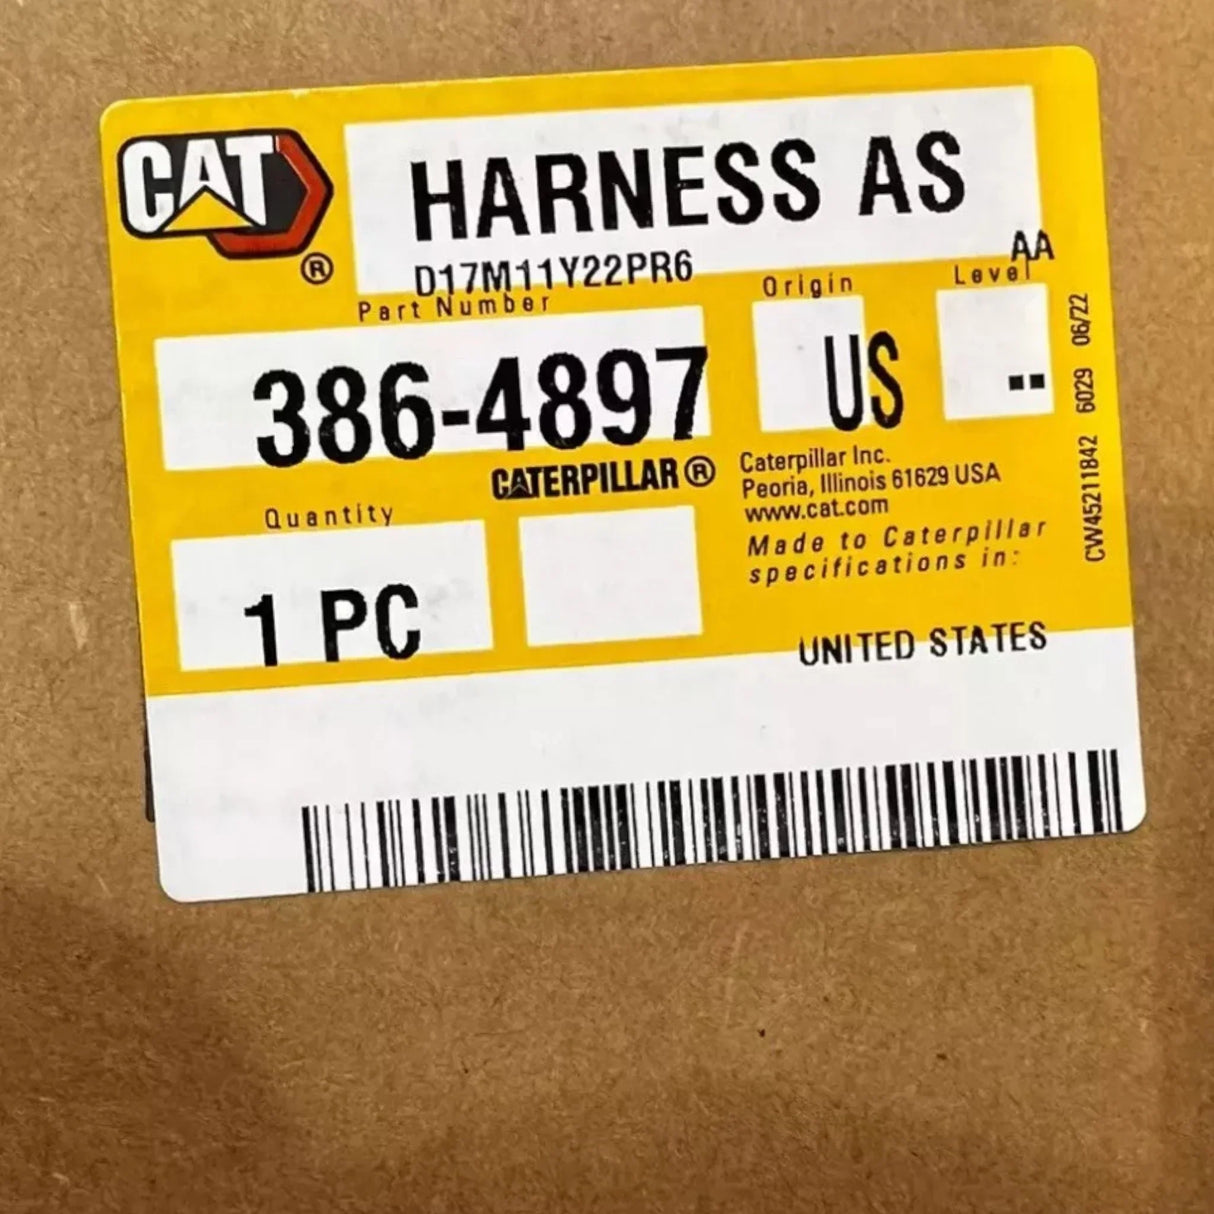 CAT
®
HARNESS AS
D17M11Y22PR6
AA
Part Number
Origin
Level
386-4897
US
--
CATERPILLAR®
Caterpillar Inc.
Peoria, Illinois 61629 USA
www.cat.com
Made to Caterpillar
specifications in:
Quantity
1 PC
UNITED STATES
CW45211842 6029 06/22